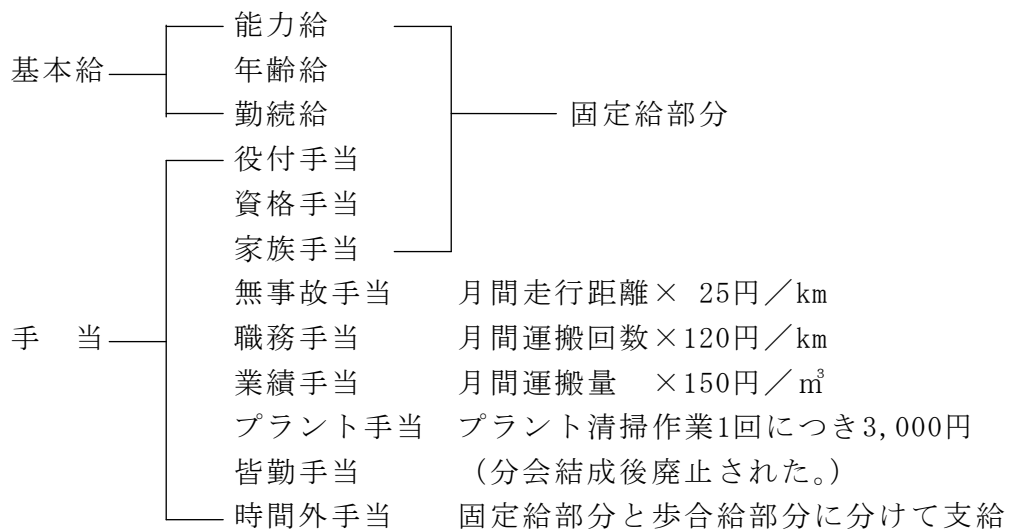 能力給
基本給 年齢給
勤続給 固定給部分
役付手当
資格手当
家族手当
無事故手当 月間走行距離× 25円／km
手 当 職務手当 月間運搬回数×120円／km
業績手当 月間運搬量 ×150円／㎥
プラント手当 プラント清掃作業1回につき3,000円
皆勤手当 （分会結成後廃止された。）
時間外手当 固定給部分と歩合給部分に分けて支給